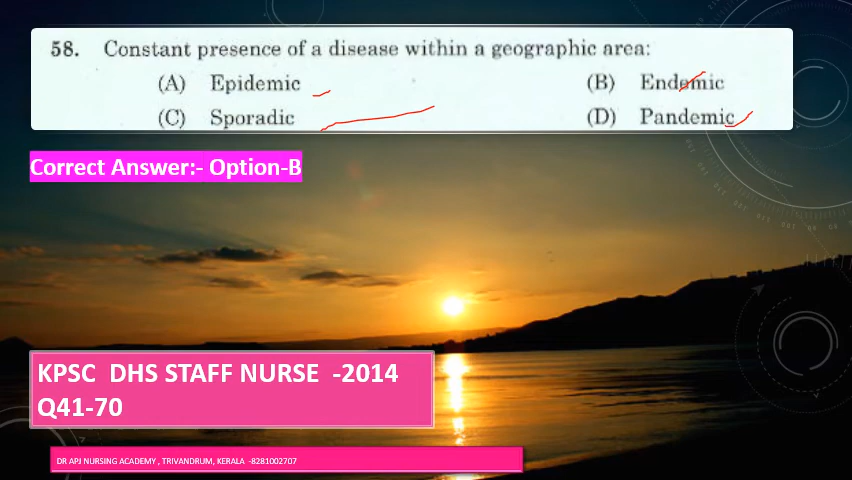 58. Constant presence of a disease within a geographic area:
(A) Epidemic (B) Endemic
(C) Sporadic (D) Pandemic
Correct Answer:- Option-B
KPSC DHS STAFF NURSE -2014
Q41-70
DR APJ NURSING ACADEMY , TRIVANDRUM, KERALA -8281002707